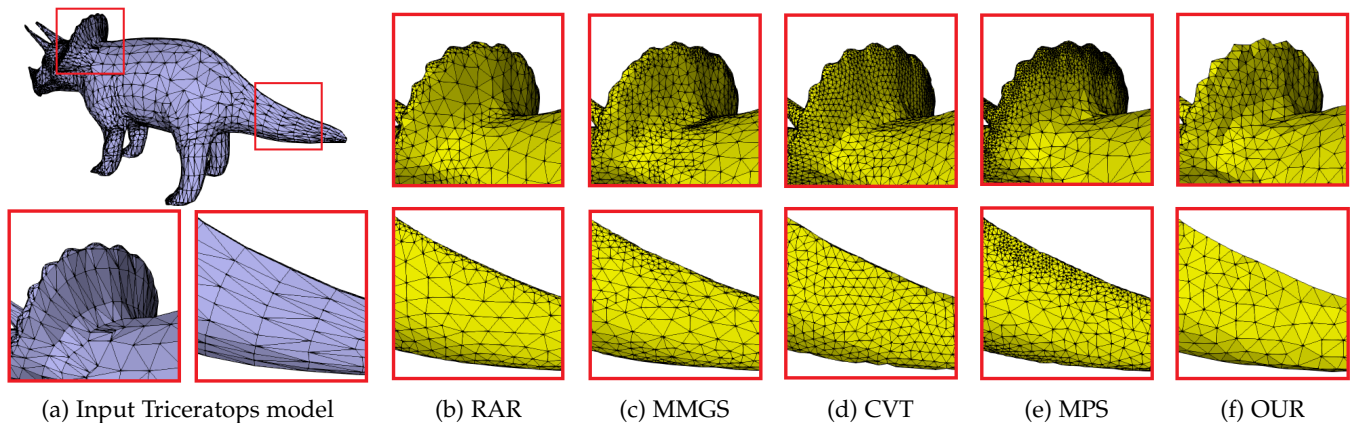 (a) Input Triceratops model
(b) RAR
(c) MMGS
(d) CVT
(e) MPS
(f) OUR